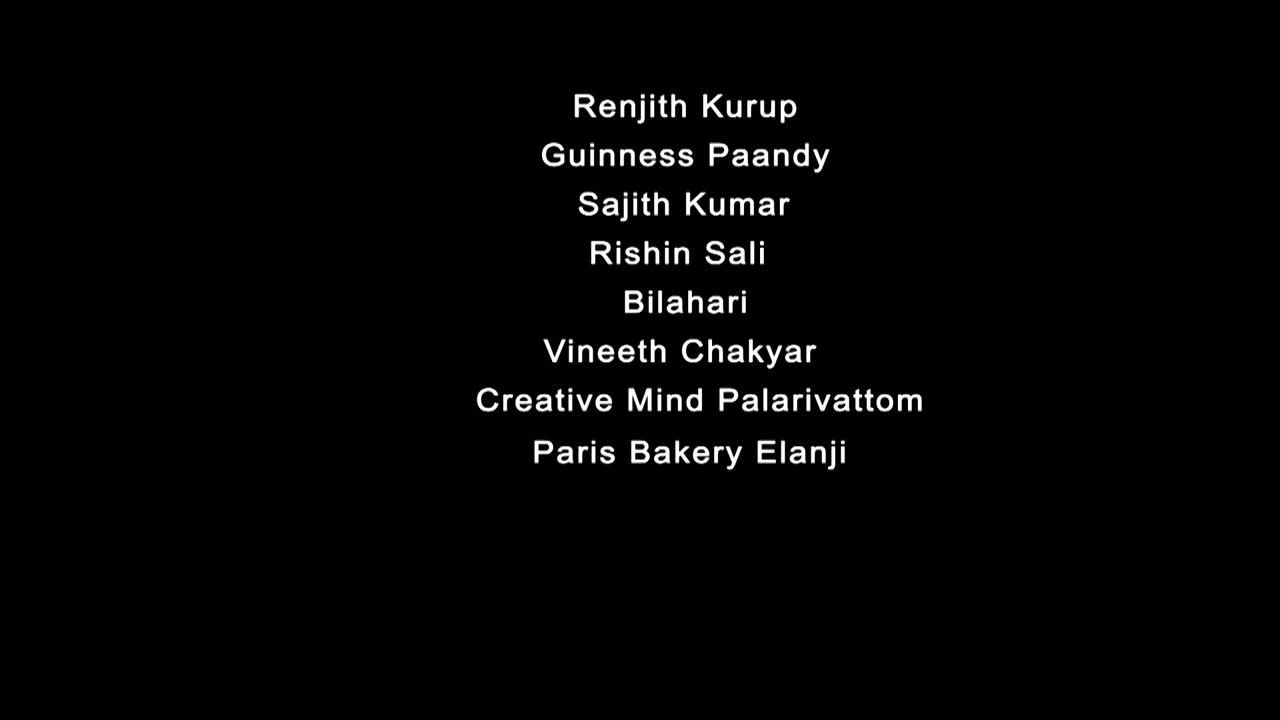 Renjith Kurup
Guinness Paandy
Sajith Kumar
Rishin Sali
Bilahari
Vineeth Chakyar
Creative Mind Palarivattom
Paris Bakery Elanji